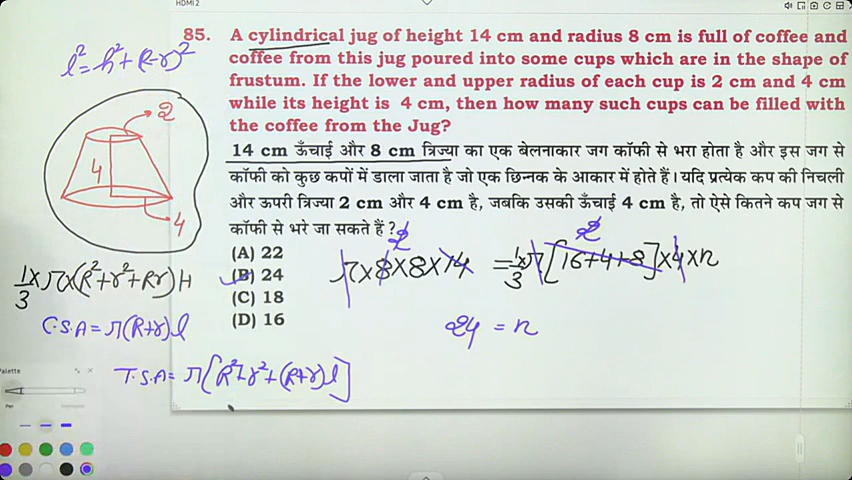 HDMI 2
85. A cylindrical jug of height 14 cm and radius 8 cm is full of coffee and
coffee from this jug poured into some cups which are in the shape of
frustum. If the lower and upper radius of each cup is 2 cm and 4 cm
while its height is 4 cm, then how many such cups can be filled with
the coffee from the Jug?
14 cm ऊँचाई और 8 cm त्रिज्या का एक बेलनाकार जग कॉफी से भरा होता है और इस जग से
कॉफी को कुछ कपों में डाला जाता है जो एक छिन्नक के आकार में होते हैं। यदि प्रत्येक कप की निचली
और ऊपरी त्रिज्या 2 cm और 4 cm है, जबकि उसकी ऊँचाई 4 cm है, तो ऐसे कितने कप जग से
कॉफी से भरे जा सकते हैं?
(A) 22
(B) 24
(C) 18
(D) 16
l²=h²+(R-r)²
2
4
4
1/3 × π×(R²+r²+Rr)H
C.S.A = π(R+r)l
T.S.A = π[R²+r²+(R+r)l]
2 2
π×8×8×14 = 1/3 π[16+4+8]×4×n
24 = n
Palette
Pen